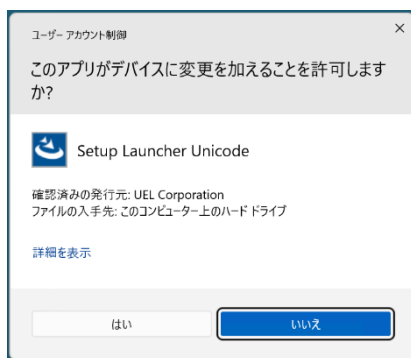 ユーザー アカウント制御
×
このアプリがデバイスに変更を加えることを許可します
か?
Setup Launcher Unicode
確認済みの発行元: UEL Corporation
ファイルの入手先: このコンピューター上のハード ドライブ
詳細を表示
はい
いいえ